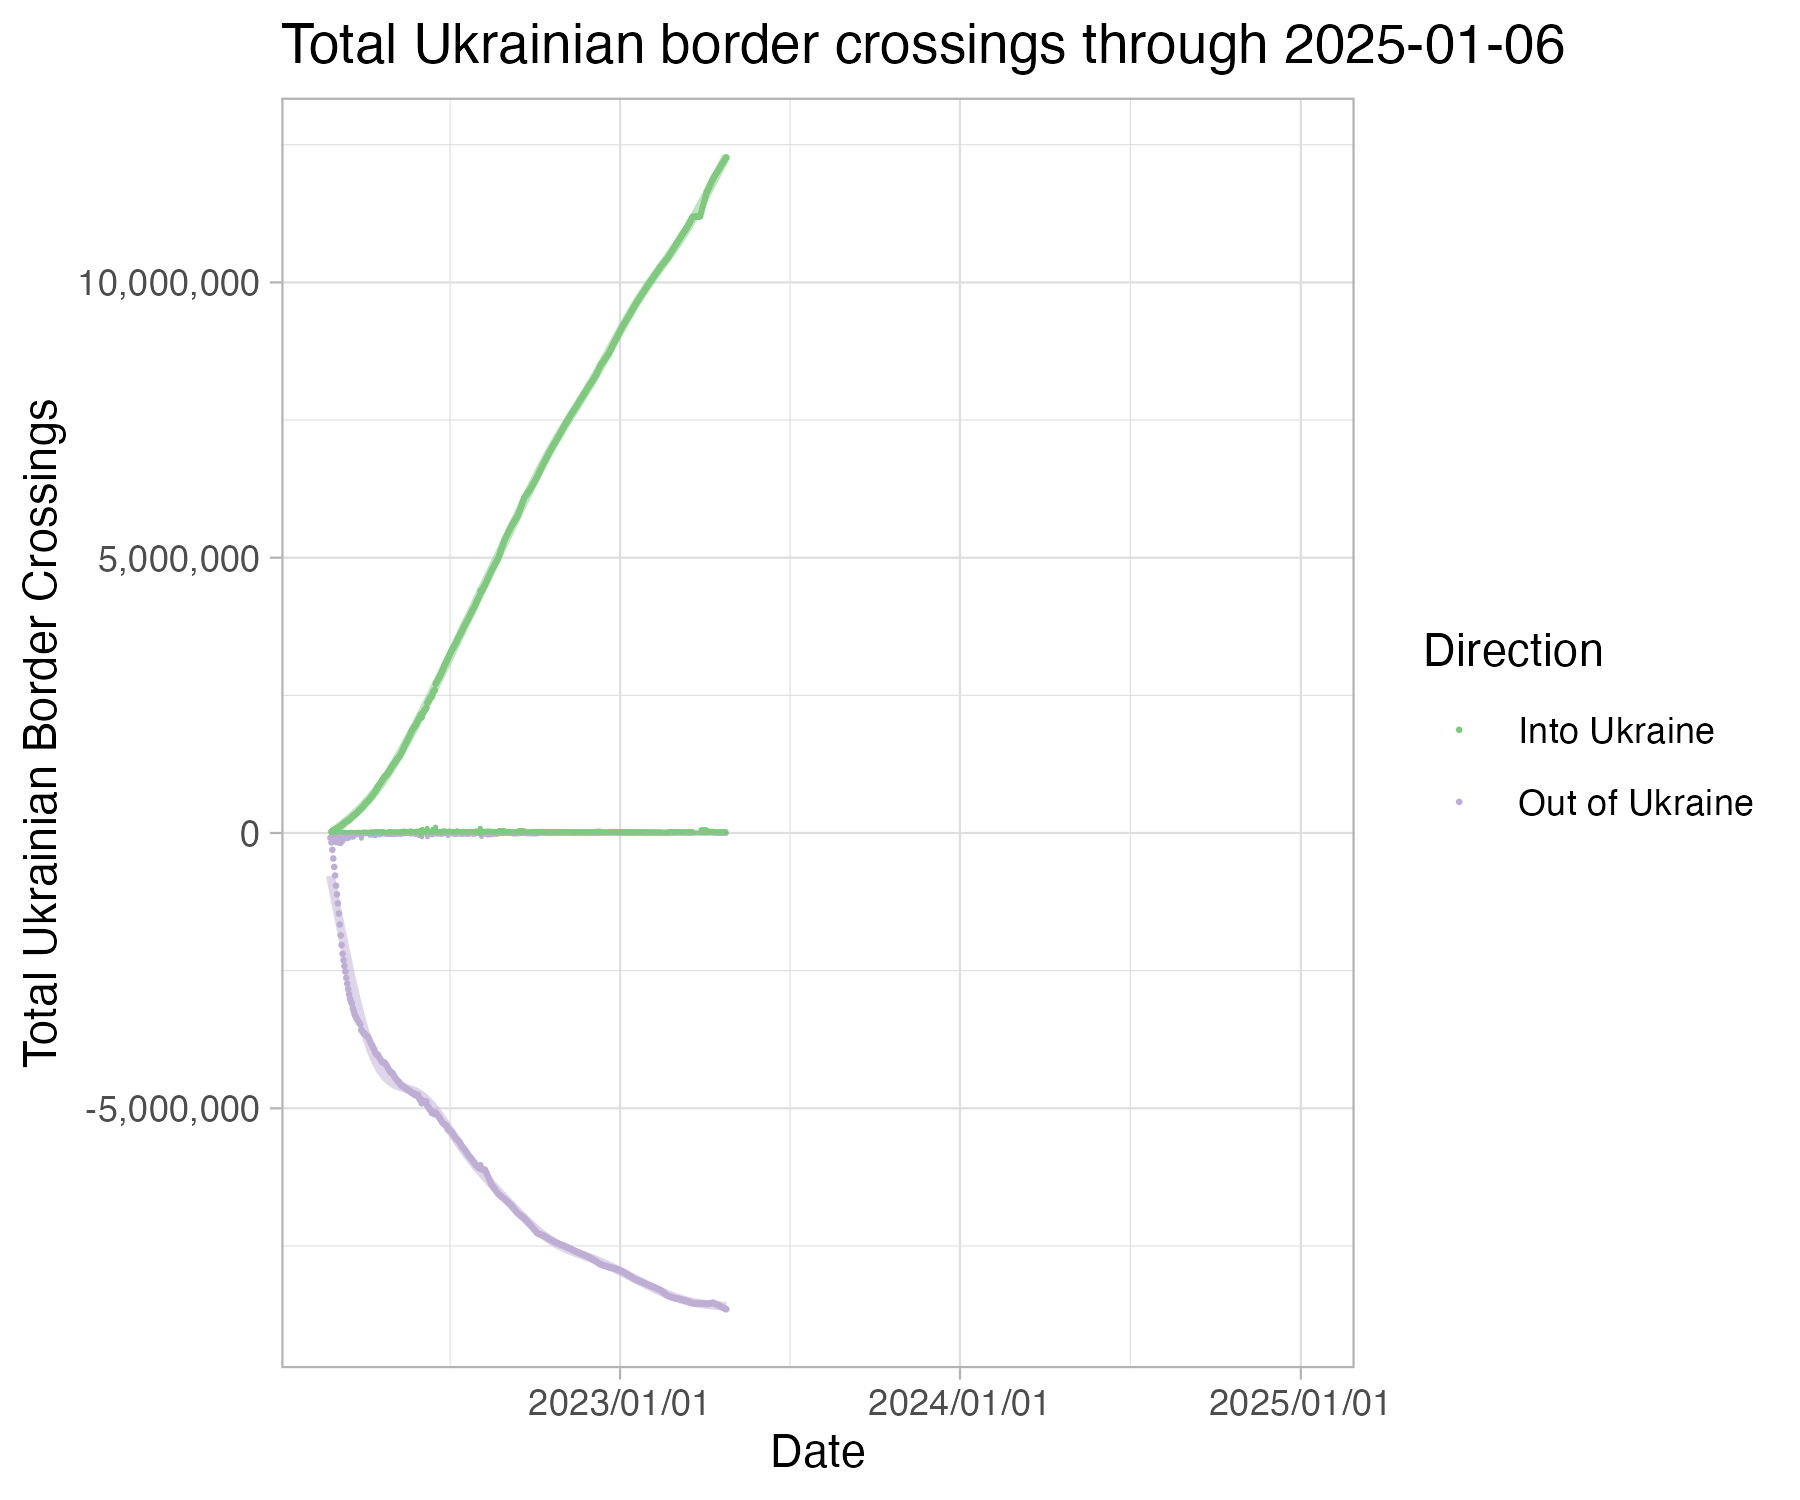 Total Ukrainian border crossings through 2025-01-06
Total Ukrainian Border Crossings
10,000,000
5,000,000
0
-5,000,000
2023/01/01
2024/01/01
2025/01/01
Date
Direction
Into Ukraine
Out of Ukraine